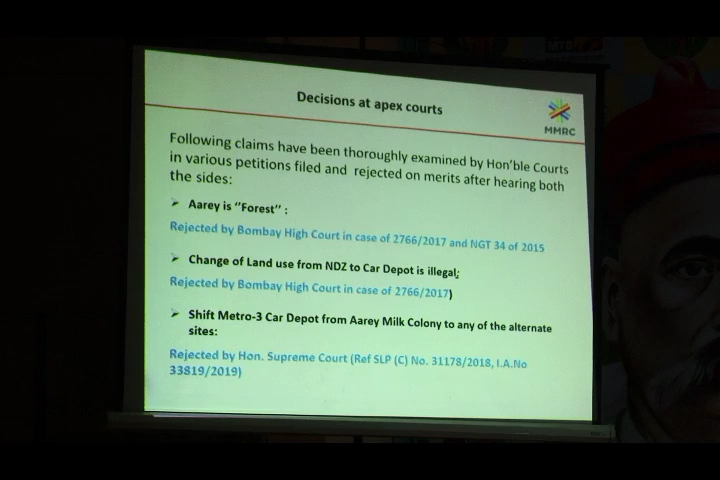 Decisions at apex courts
MMRC
Following claims have been thoroughly examined by Hon'ble Courts
in various petitions filed and rejected on merits after hearing both
the sides:
➤ Aarey is "Forest" :
Rejected by Bombay High Court in case of 2766/2017 and NGT 34 of 2015
➤ Change of Land use from NDZ to Car Depot is illegal;
Rejected by Bombay High Court in case of 2766/2017)
➤ Shift Metro-3 Car Depot from Aarey Milk Colony to any of the alternate
sites:
Rejected by Hon. Supreme Court (Ref SLP (C) No. 31178/2018, I.A.No
33819/2019)